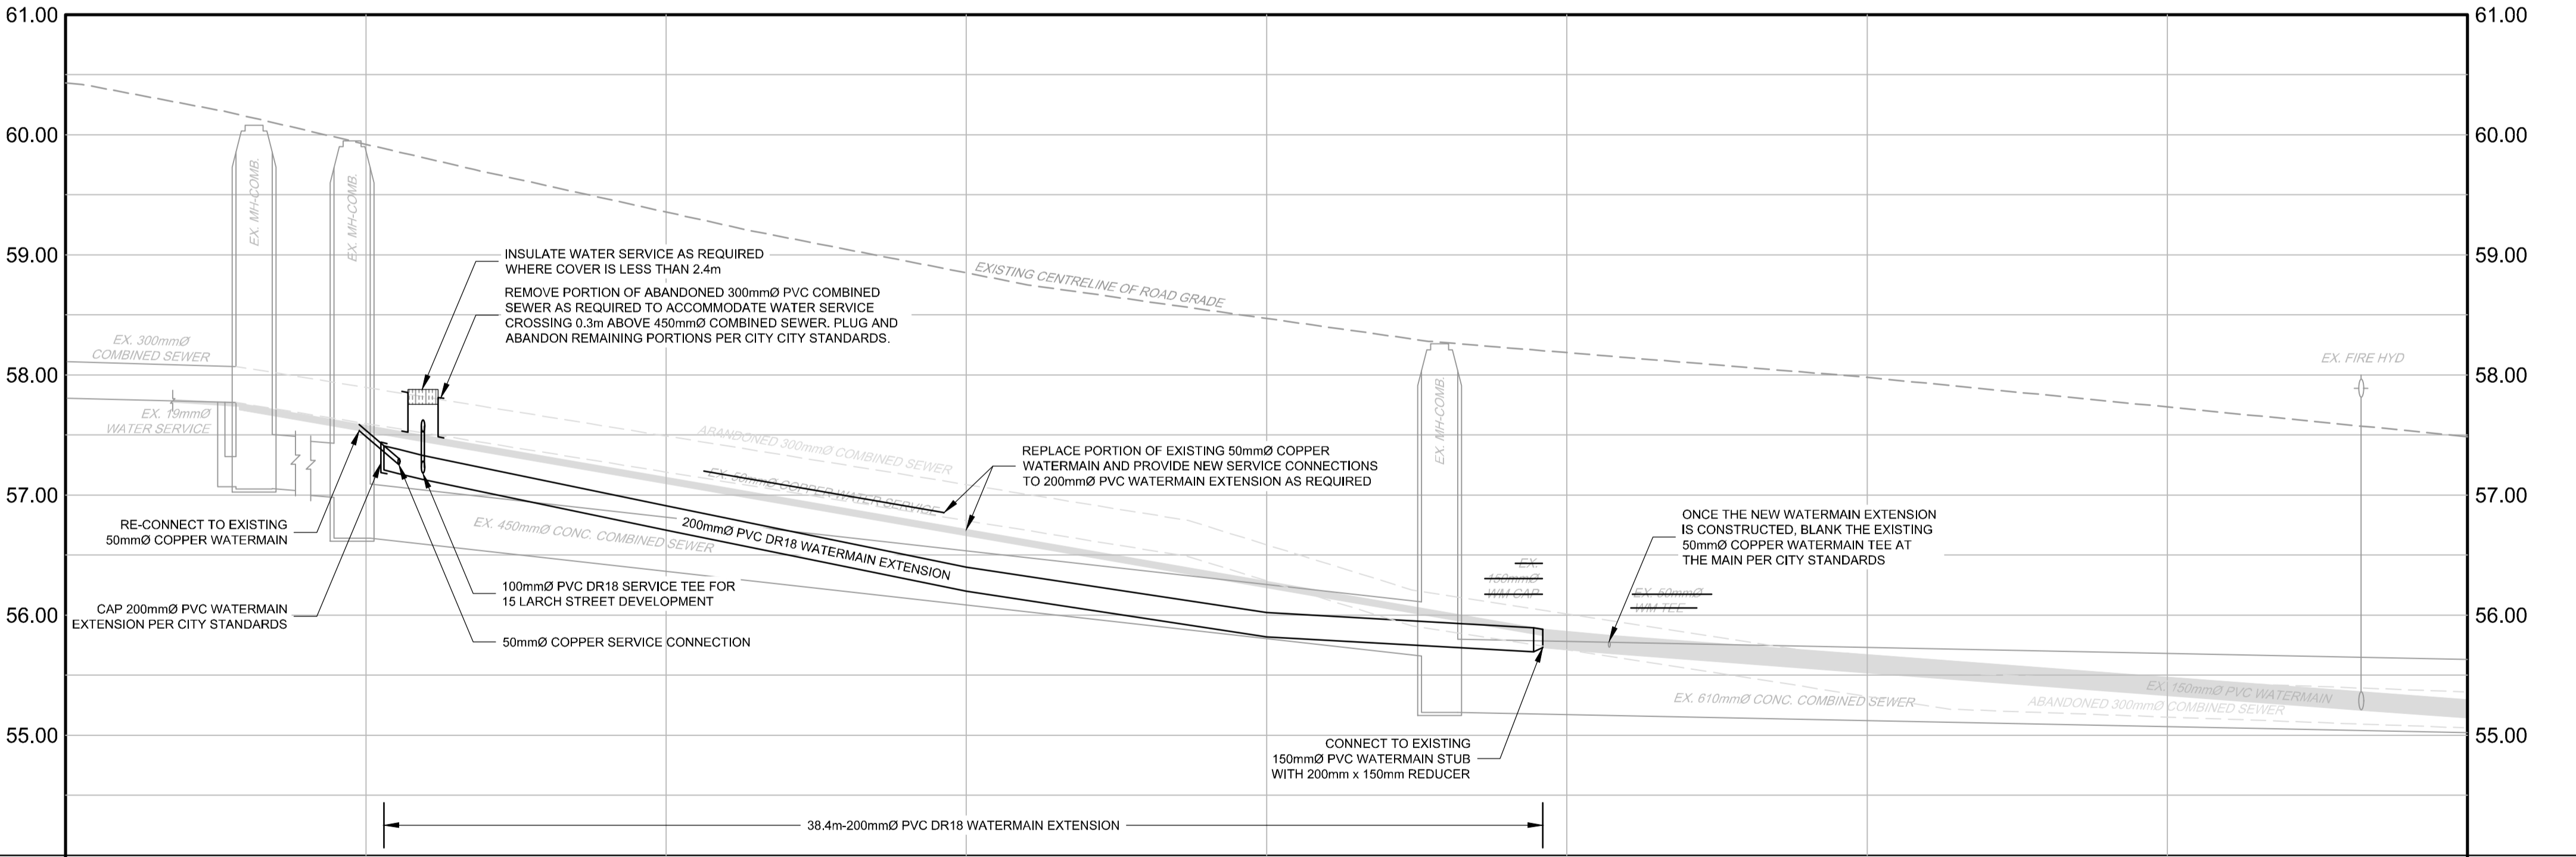 61.00
61.00
60.00
60.00
59.00
59.00
58.00
58.00
57.00
57.00
56.00
56.00
55.00
55.00
EX. MH-COMB.
EX. MH-COMB.
EX. MH-COMB.
EXISTING CENTRELINE OF ROAD GRADE
INSULATE WATER SERVICE AS REQUIRED
WHERE COVER IS LESS THAN 2.4m
REMOVE PORTION OF ABANDONED 300mmØ PVC COMBINED
SEWER AS REQUIRED TO ACCOMMODATE WATER SERVICE
CROSSING 0.3m ABOVE 450mmØ COMBINED SEWER. PLUG AND
ABANDON REMAINING PORTIONS PER CITY CITY STANDARDS.
EX. 300mmØ
COMBINED SEWER
EX. 19mmØ
WATER SERVICE
EX. FIRE HYD
ABANDONED 300mmØ COMBINED SEWER
EX. 50mmØ COPPER WATER SERVICE
REPLACE PORTION OF EXISTING 50mmØ COPPER
WATERMAIN AND PROVIDE NEW SERVICE CONNECTIONS
TO 200mmØ PVC WATERMAIN EXTENSION AS REQUIRED
RE-CONNECT TO EXISTING
50mmØ COPPER WATERMAIN
EX. 450mmØ CONC. COMBINED SEWER
200mmØ PVC DR18 WATERMAIN EXTENSION
ONCE THE NEW WATERMAIN EXTENSION
IS CONSTRUCTED, BLANK THE EXISTING
50mmØ COPPER WATERMAIN TEE AT
THE MAIN PER CITY STANDARDS
EX.
150mmØ
WM CAP
EX. 50mmØ
WM TEE
100mmØ PVC DR18 SERVICE TEE FOR
15 LARCH STREET DEVELOPMENT
CAP 200mmØ PVC WATERMAIN
EXTENSION PER CITY STANDARDS
50mmØ COPPER SERVICE CONNECTION
EX. 150mmØ PVC WATERMAIN
EX. 610mmØ CONC. COMBINED SEWER
ABANDONED 300mmØ COMBINED SEWER
CONNECT TO EXISTING
150mmØ PVC WATERMAIN STUB
WITH 200mm x 150mm REDUCER
38.4m-200mmØ PVC DR18 WATERMAIN EXTENSION